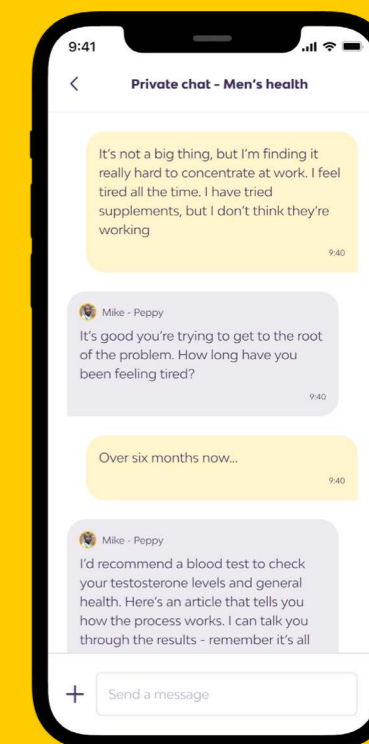 9:41
Private chat - Men's health
It's not a big thing, but I'm finding it
really hard to concentrate at work. I feel
tired all the time. I have tried
supplements, but I don't think they're
working
9:40
Mike - Peppy
It's good you're trying to get to the root
of the problem. How long have you
been feeling tired?
9:40
Over six months now...
9:40
Mike - Peppy
I'd recommend a blood test to check
your testosterone levels and general
health. Here's an article that tells you
how the process works. I can talk you
through the results - remember it's all
Send a message